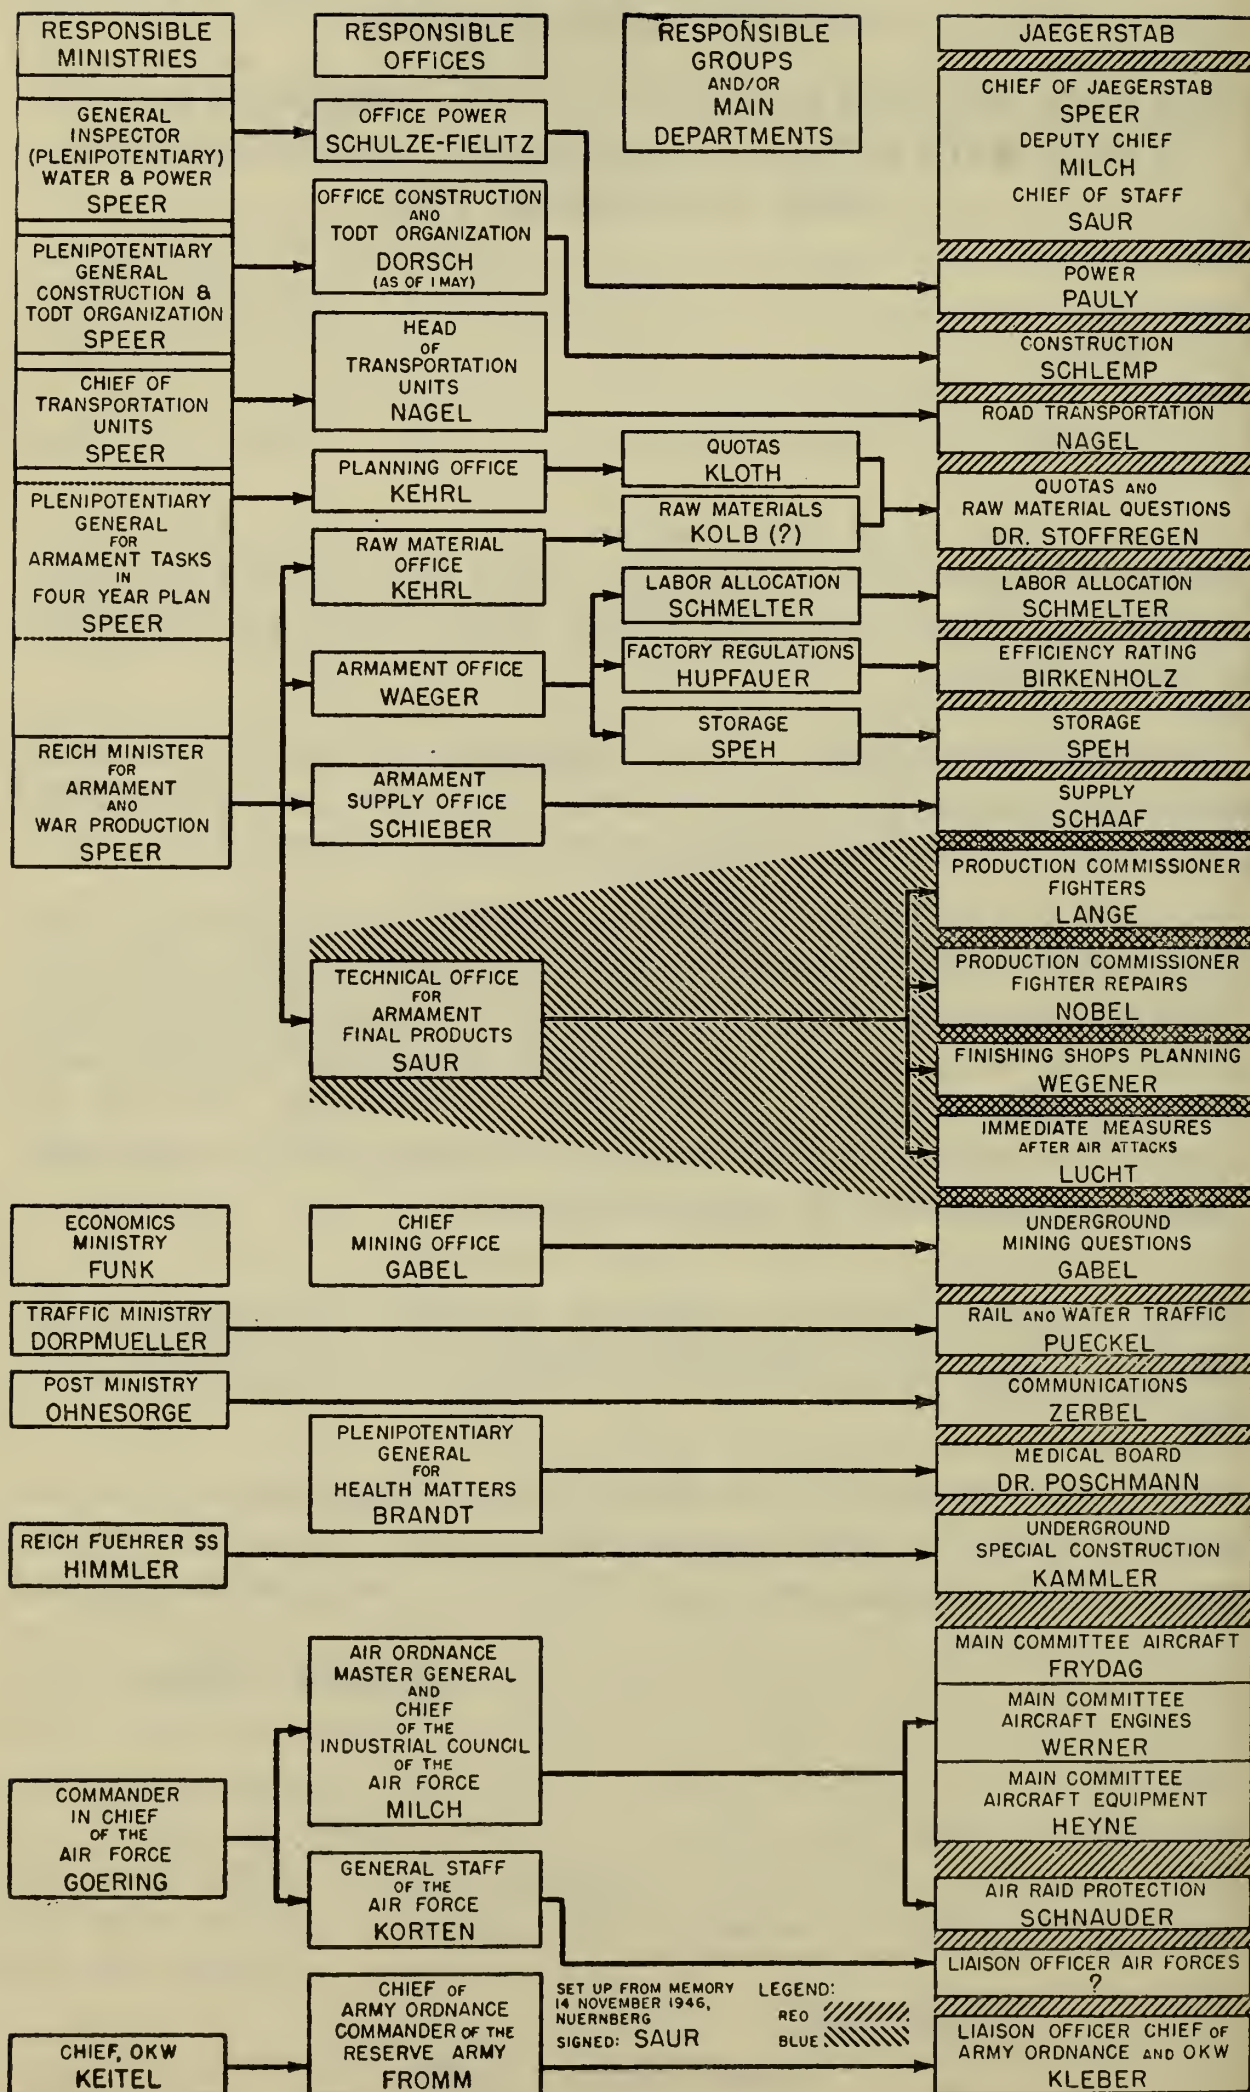 RESPONSIBLE
MINISTRIES
GENERAL
INSPECTOR
(PLENIPOTENTIARY)
WATER & POWER
SPEER
PLENIPOTENTIARY
GENERAL
CONSTRUCTION &
TODT ORGANIZATION
SPEER
CHIEF OF
TRANSPORTATION
UNITS
SPEER
PLENIPOTENTIARY
GENERAL
FOR
ARMAMENT TASKS
IN
FOUR YEAR PLAN
SPEER
REICH MINISTER
FOR
ARMAMENT
AND
WAR PRODUCTION
SPEER
ECONOMICS
MINISTRY
FUNK
TRAFFIC MINISTRY
DORPMUELLER
POST MINISTRY
OHNESORGE
REICH FUEHRER SS
HIMMLER
COMMANDER
IN CHIEF
OF THE
AIR FORCE
GOERING
CHIEF, OKW
KEITEL
RESPONSIBLE
OFFICES
OFFICE POWER
SCHULZE-FIELITZ
OFFICE CONSTRUCTION
AND
TODT ORGANIZATION
DORSCH
(AS OF 1 MAY)
HEAD
OF
TRANSPORTATION
UNITS
NAGEL
PLANNING OFFICE
KEHRL
RAW MATERIAL
OFFICE
KEHRL
ARMAMENT OFFICE
WAEGER
ARMAMENT
SUPPLY OFFICE
SCHIEBER
TECHNICAL OFFICE
FOR
ARMAMENT
FINAL PRODUCTS
SAUR
CHIEF
MINING OFFICE
GABEL
PLENIPOTENTIARY
GENERAL
FOR
HEALTH MATTERS
BRANDT
AIR ORDNANCE
MASTER GENERAL
AND
CHIEF
OF THE
INDUSTRIAL COUNCIL
OF THE
AIR FORCE
MILCH
GENERAL STAFF
OF THE
AIR FORCE
KORTEN
CHIEF OF
ARMY ORDNANCE
COMMANDER OF THE
RESERVE ARMY
FROMM
RESPONSIBLE
GROUPS
AND/OR
MAIN
DEPARTMENTS
QUOTAS
KLOTH
RAW MATERIALS
KOLB (?)
LABOR ALLOCATION
SCHMELTER
FACTORY REGULATIONS
HUPFAUER
STORAGE
SPEH
SET UP FROM MEMORY
14 NOVEMBER 1946,
NUERNBERG
SIGNED: SAUR
LEGEND:
RED
BLUE
JAEGERSTAB
CHIEF OF JAEGERSTAB
SPEER
DEPUTY CHIEF
MILCH
CHIEF OF STAFF
SAUR
POWER
PAULY
CONSTRUCTION
SCHLEMP
ROAD TRANSPORTATION
NAGEL
QUOTAS AND
RAW MATERIAL QUESTIONS
DR. STOFFREGEN
LABOR ALLOCATION
SCHMELTER
EFFICIENCY RATING
BIRKENHOLZ
STORAGE
SPEH
SUPPLY
SCHAAF
PRODUCTION COMMISSIONER
FIGHTERS
LANGE
PRODUCTION COMMISSIONER
FIGHTER REPAIRS
NOBEL
FINISHING SHOPS PLANNING
WEGENER
IMMEDIATE MEASURES
AFTER AIR ATTACKS
LUCHT
UNDERGROUND
MINING QUESTIONS
GABEL
RAIL AND WATER TRAFFIC
PUECKEL
COMMUNICATIONS
ZERBEL
MEDICAL BOARD
DR. POSCHMANN
UNDERGROUND
SPECIAL CONSTRUCTION
KAMMLER
MAIN COMMITTEE AIRCRAFT
FRYDAG
MAIN COMMITTEE
AIRCRAFT ENGINES
WERNER
MAIN COMMITTEE
AIRCRAFT EQUIPMENT
HEYNE
AIR RAID PROTECTION
SCHNAUDER
LIAISON OFFICER AIR FORCES
?
LIAISON OFFICER CHIEF OF
ARMY ORDNANCE AND OKW
KLEBER